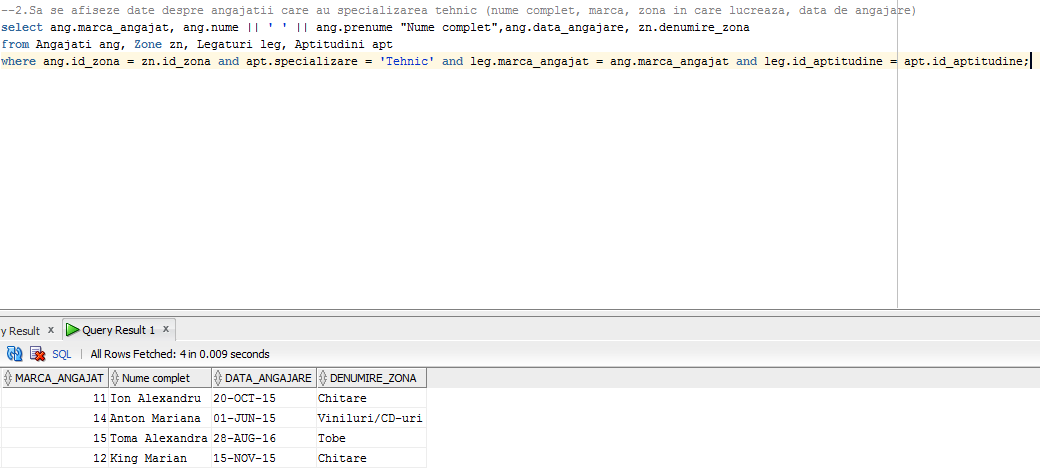 --2.Sa se afiseze date despre angajatii care au specializarea tehnic (nume complet, marca, zona in care lucreaza, data de angajare)
select ang.marca_angajat, ang.nume || ' ' || ang.prenume "Nume complet",ang.data_angajare, zn.denumire_zona
from Angajati ang, Zone zn, Legaturi leg, Aptitudini apt
where ang.id_zona = zn.id_zona and apt.specializare = 'Tehnic' and leg.marca_angajat = ang.marca_angajat and leg.id_aptitudine = apt.id_aptitudine;
y Result x Query Result 1 x
SQL | All Rows Fetched: 4 in 0.009 seconds
MARCA_ANGAJAT Nume complet DATA_ANGAJARE DENUMIRE_ZONA
11 Ion Alexandru 20-OCT-15 Chitare
14 Anton Mariana 01-JUN-15 Viniluri/CD-uri
15 Toma Alexandra 28-AUG-16 Tobe
12 King Marian 15-NOV-15 Chitare